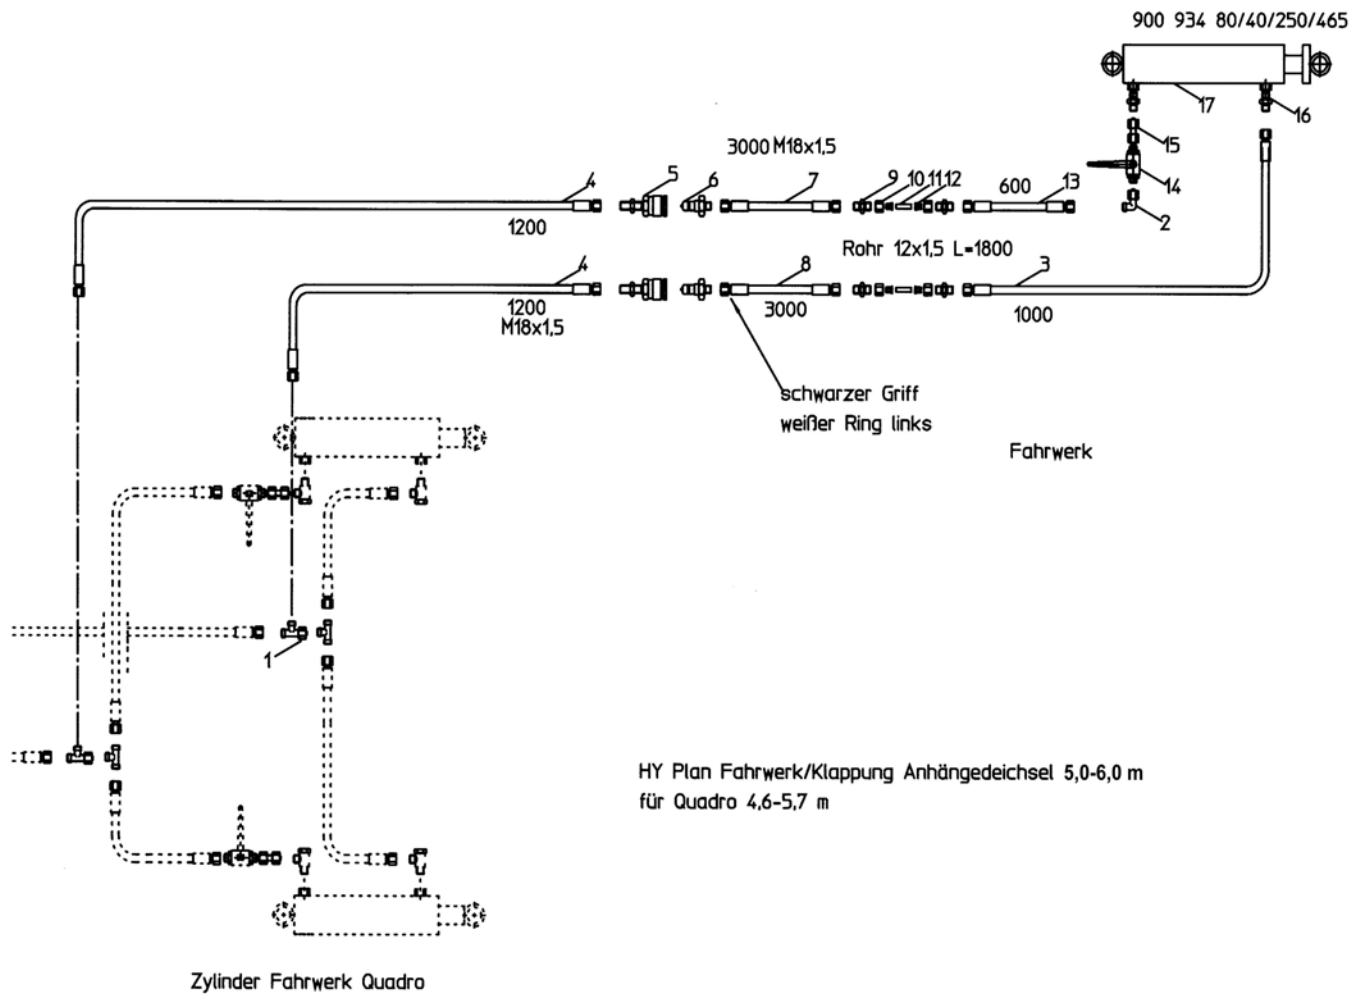 900 934 80/40/250/465
17
16
15
3000 M18x1,5
4
5
6
7
9
10
11
12
600
13
14
1200
2
Rohr 12x1,5 L=1800
4
8
3
1200
3000
1000
M18x1,5
schwarzer Griff
weißer Ring links
Fahrwerk
1
HY Plan Fahrwerk/Klappung Anhängedeichsel 5,0-6,0 m
für Quadro 4,6-5,7 m
Zylinder Fahrwerk Quadro